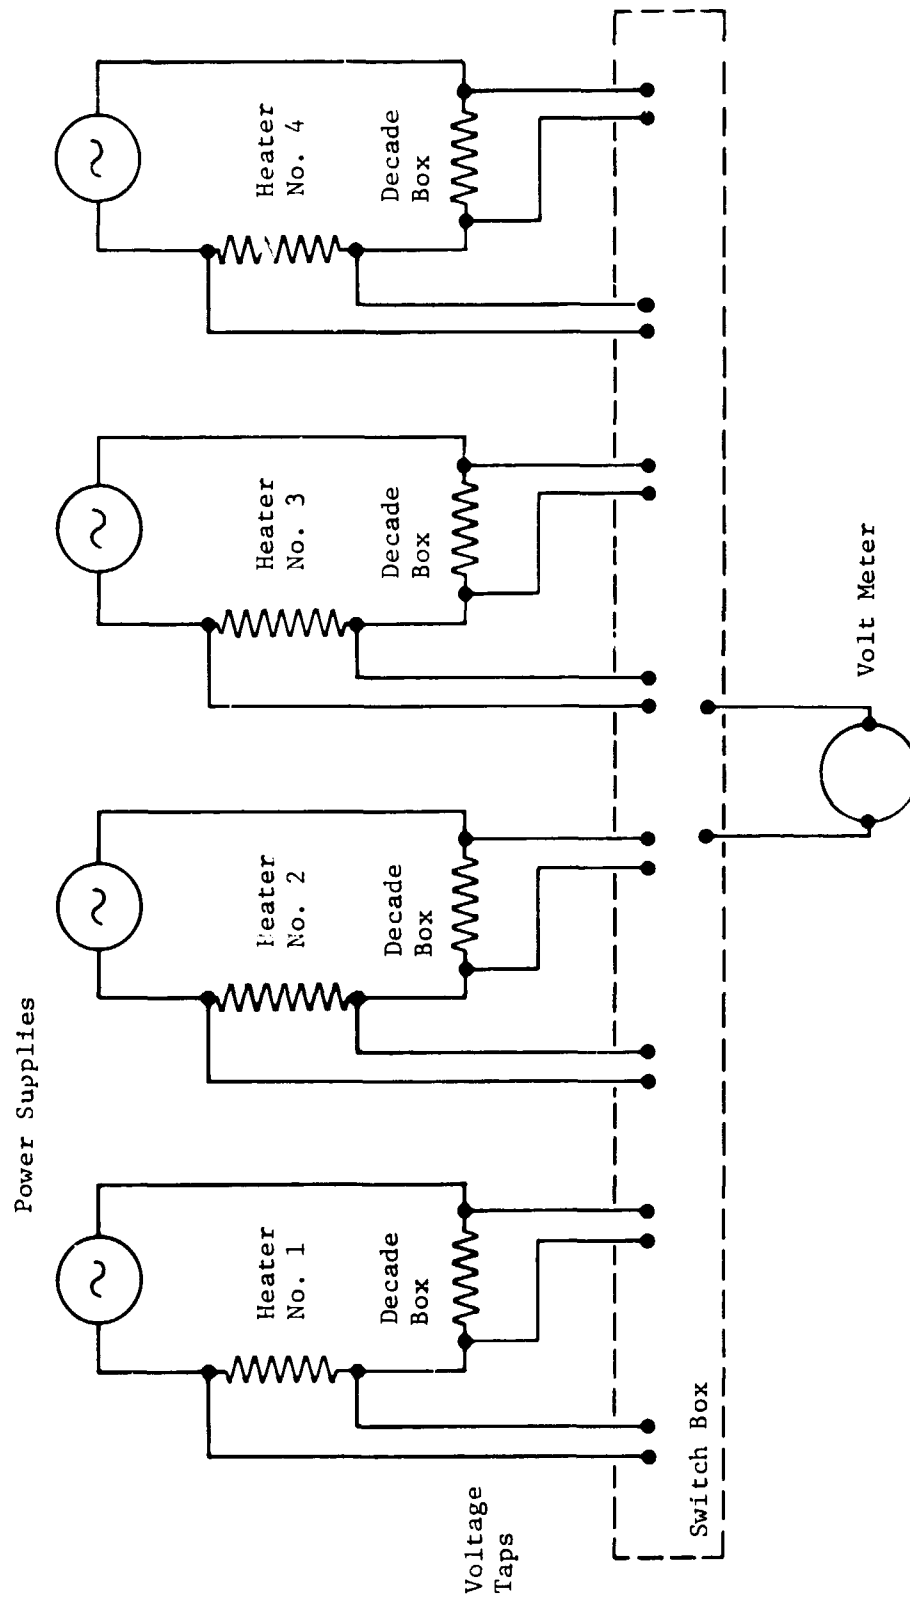 Power Supplies
Heater
No. 1
Heater
No. 2
Heater
No. 3
Heater
No. 4
Decade
Box
Decade
Box
Decade
Box
Decade
Box
Voltage
Taps
Switch Box
Volt Meter